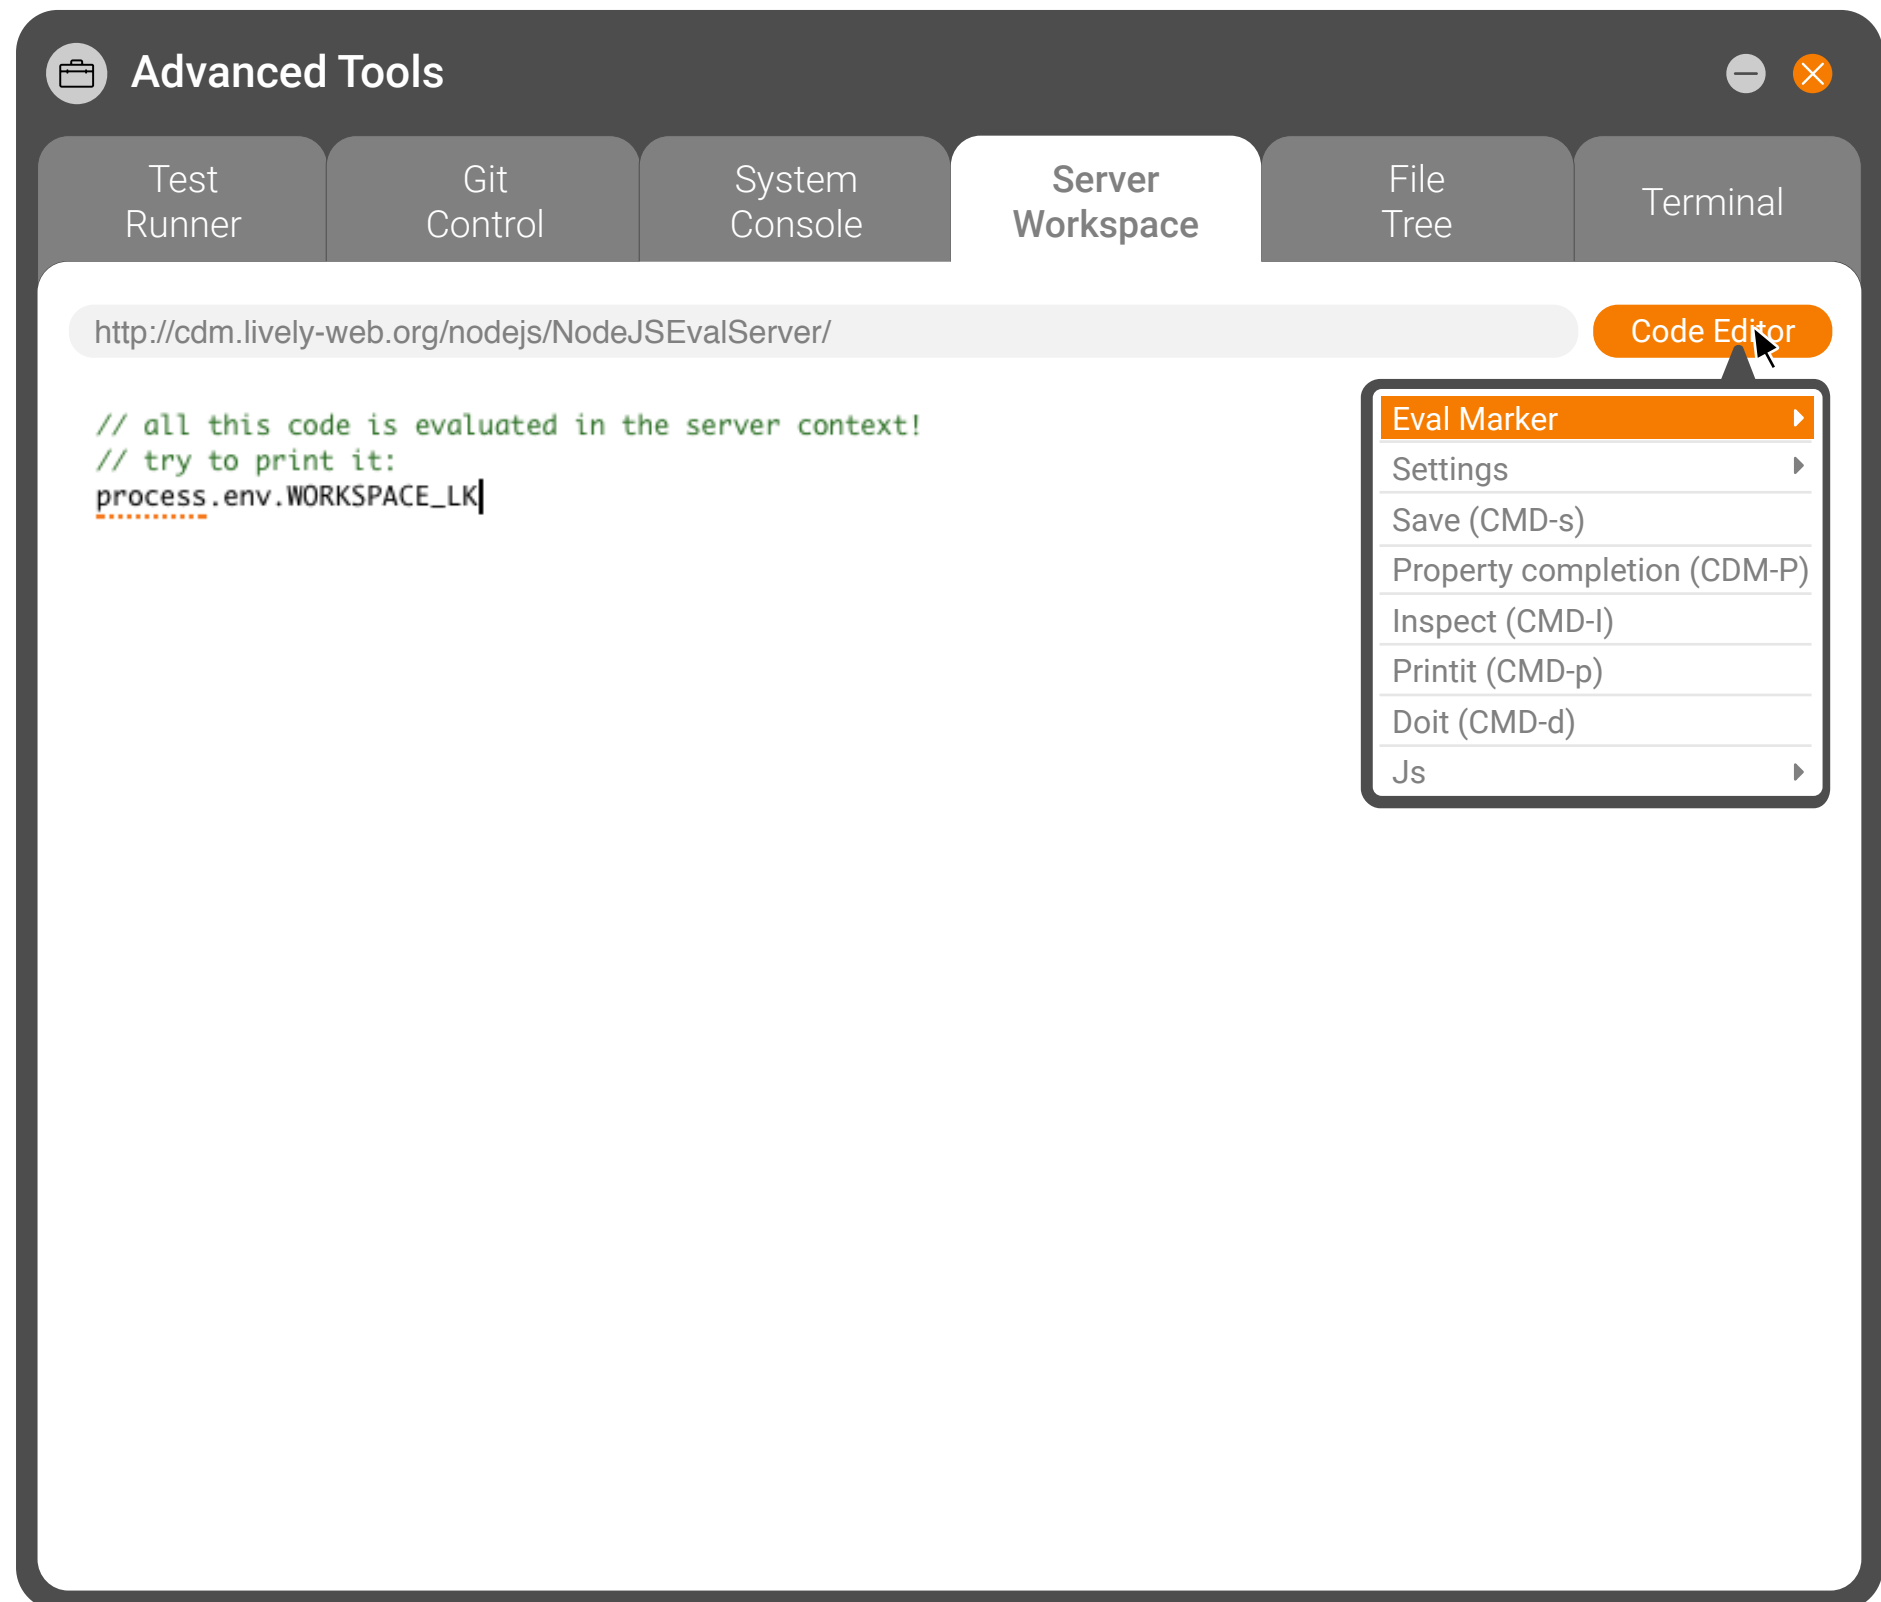 Advanced Tools
Test
Runner
Git
Control
System
Console
Server
Workspace
File
Tree
Terminal
http://cdm.lively-web.org/nodejs/NodeJSEvalServer/
Code Editor
// all this code is evaluated in the server context!
// try to print it:
process.env.WORKSPACE_LK
Eval Marker
Settings
Save (CMD-s)
Property completion (CDM-P)
Inspect (CMD-I)
Printit (CMD-p)
Doit (CMD-d)
Js